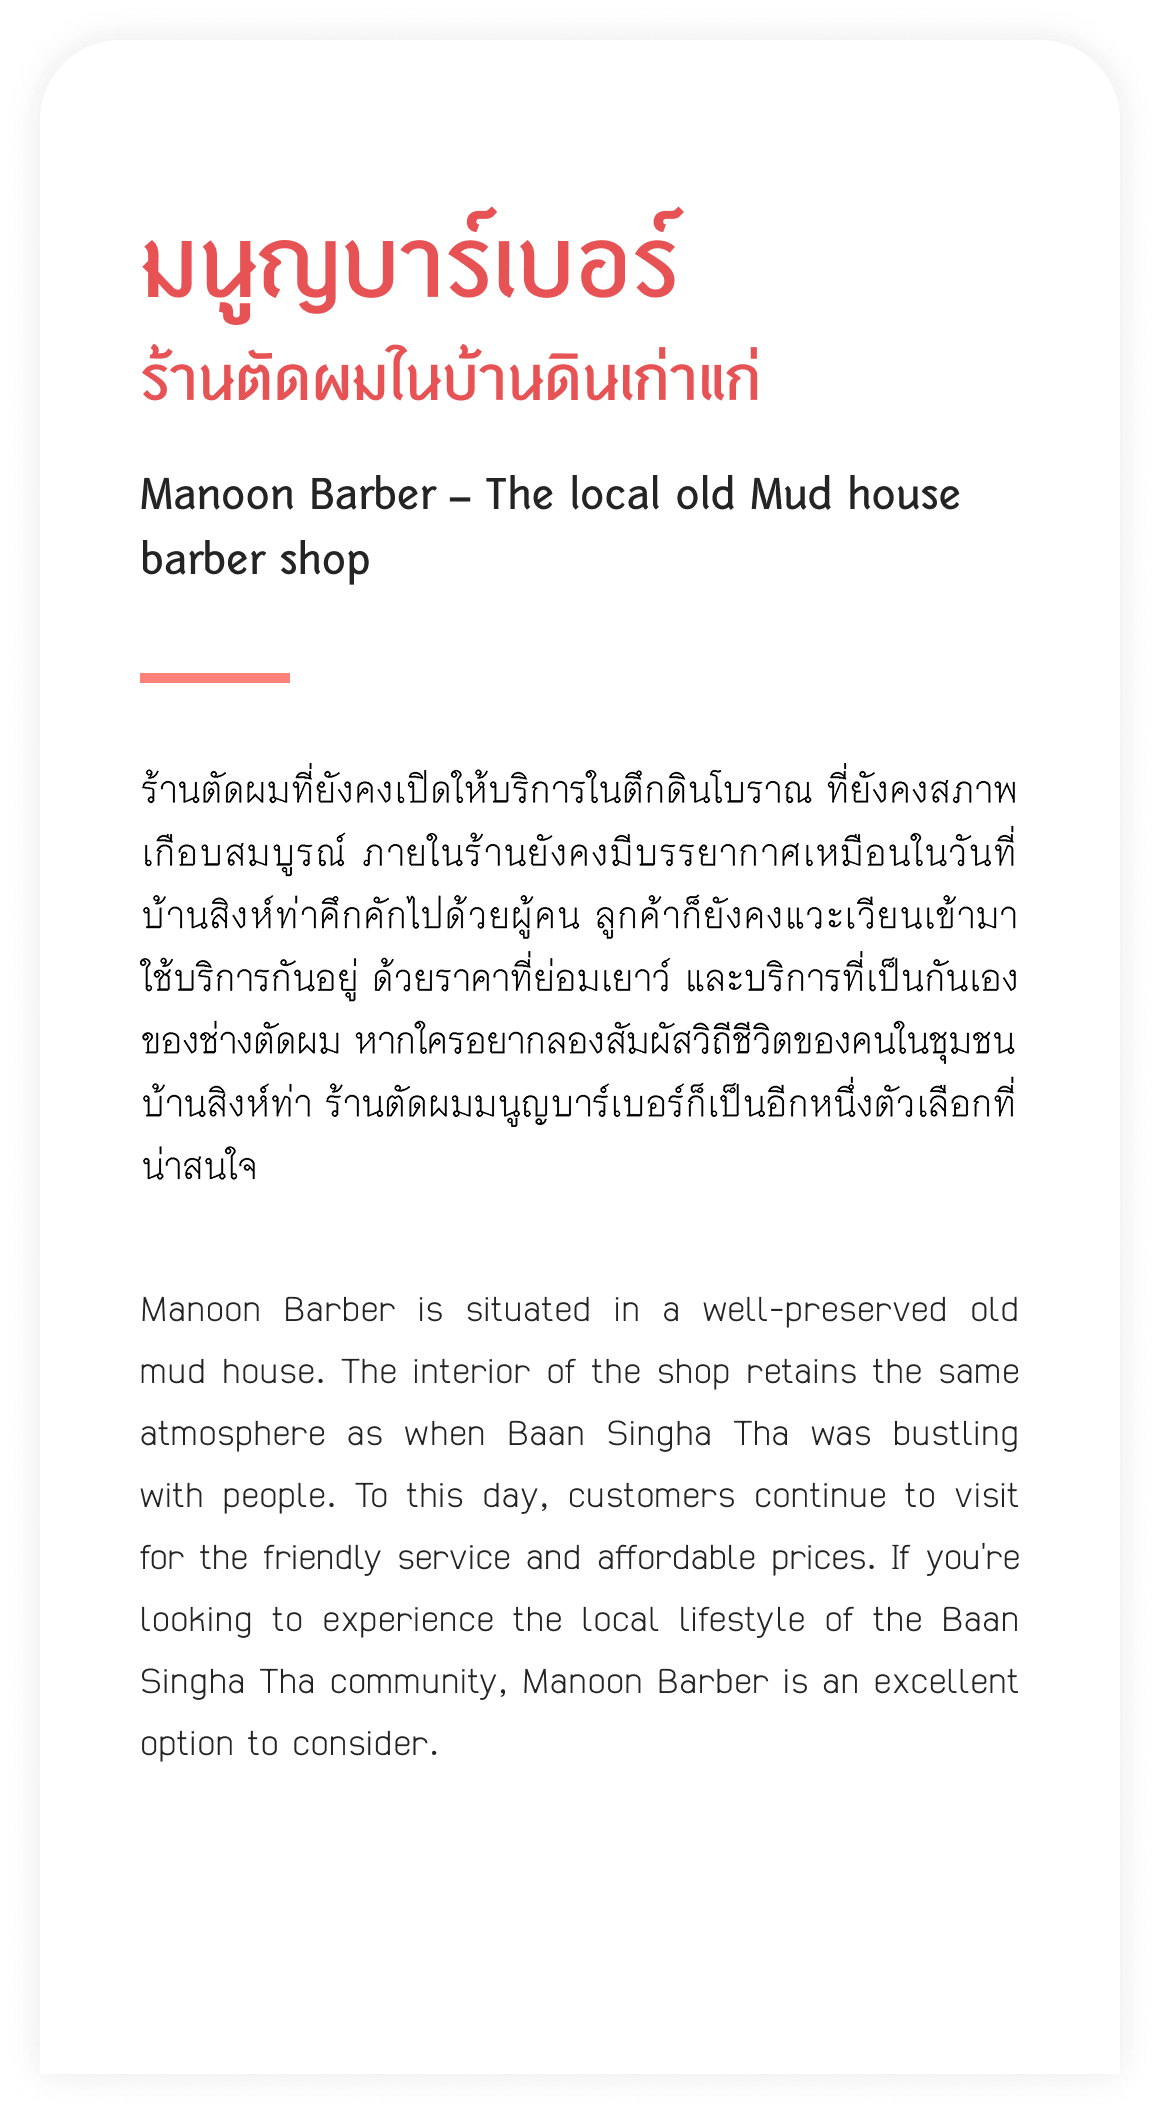 มนูญบาร์เบอร์
ร้านตัดผมในบ้านดินเก่าแก่
Manoon Barber – The local old Mud house
barber shop
ร้านตัดผมที่ยังคงเปิดให้บริการในตึกดินโบราณ ที่ยังคงสภาพ
เกือบสมบูรณ์ ภายในร้านยังคงมีบรรยากาศเหมือนในวันที่
บ้านสิงห์ท่าคึกคักไปด้วยผู้คน ลูกค้าก็ยังคงแวะเวียนเข้ามา
ใช้บริการกันอยู่ ด้วยราคาที่ย่อมเยาว์ และบริการที่เป็นกันเอง
ของช่างตัดผม หากใครอยากลองสัมผัสวิถีชีวิตของคนในชุมชน
บ้านสิงห์ท่า ร้านตัดผมมนูญบาร์เบอร์ก็เป็นอีกหนึ่งตัวเลือกที่
น่าสนใจ
Manoon Barber is situated in a well-preserved old
mud house. The interior of the shop retains the same
atmosphere as when Baan Singha Tha was bustling
with people. To this day, customers continue to visit
for the friendly service and affordable prices. If you're
looking to experience the local lifestyle of the Baan
Singha Tha community, Manoon Barber is an excellent
option to consider.